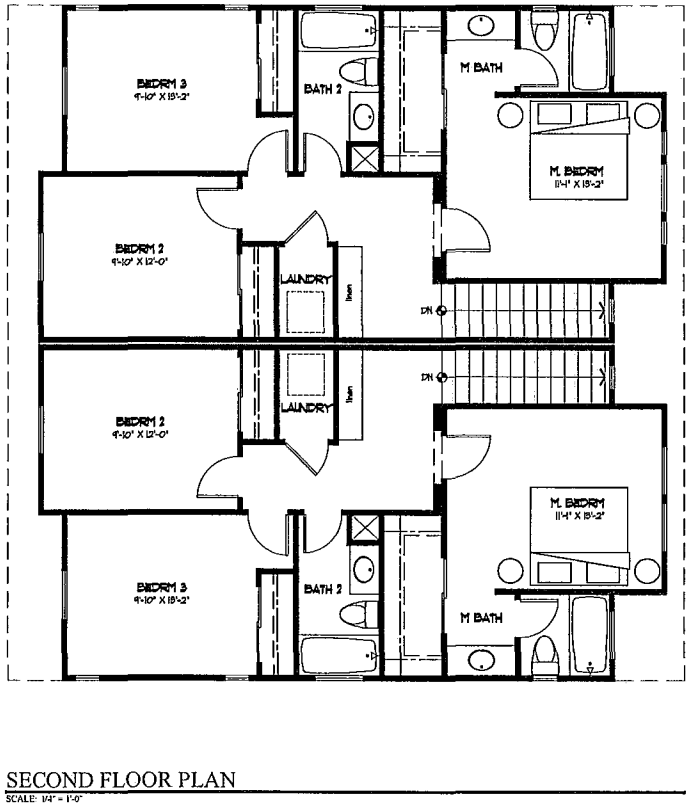 M BATH
BEDRM 3
9'-10" X 13'-2"
BATH 2
M. BEDRM
11'-1" X 13'-2"
BEDRM 2
9'-10" X 12'-0"
LAUNDRY
linen
DN
DN
linen
LAUNDRY
BEDRM 2
9'-10" X 12'-0"
M. BEDRM
11'-1" X 13'-2"
BEDRM 3
9'-10" X 13'-2"
BATH 2
M BATH
SECOND FLOOR PLAN
SCALE: 1/4" = 1'-0"